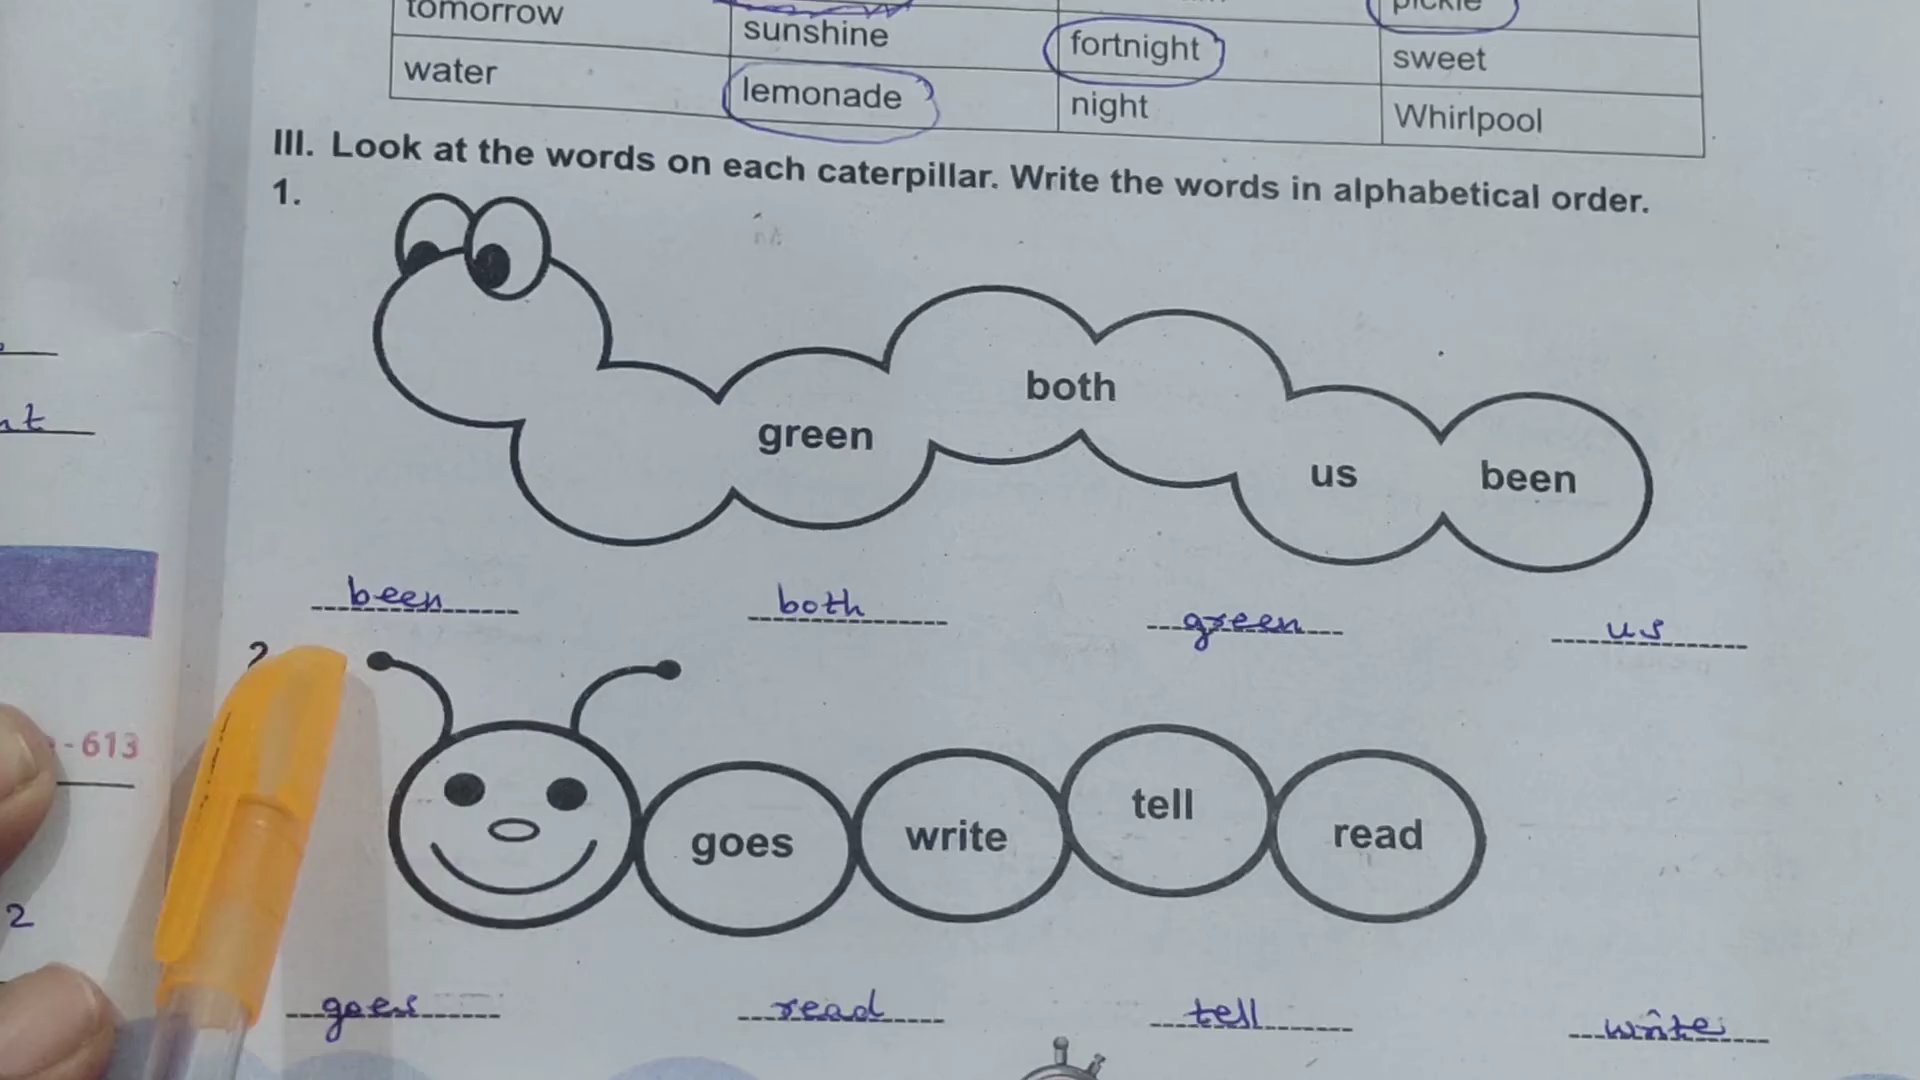 tomorrow sunshine fortnight sweet
water lemonade night Whirlpool
III. Look at the words on each caterpillar. Write the words in alphabetical order.
1.
green both us been
been both green us
goes write tell read
- 613
2
goes read tell write